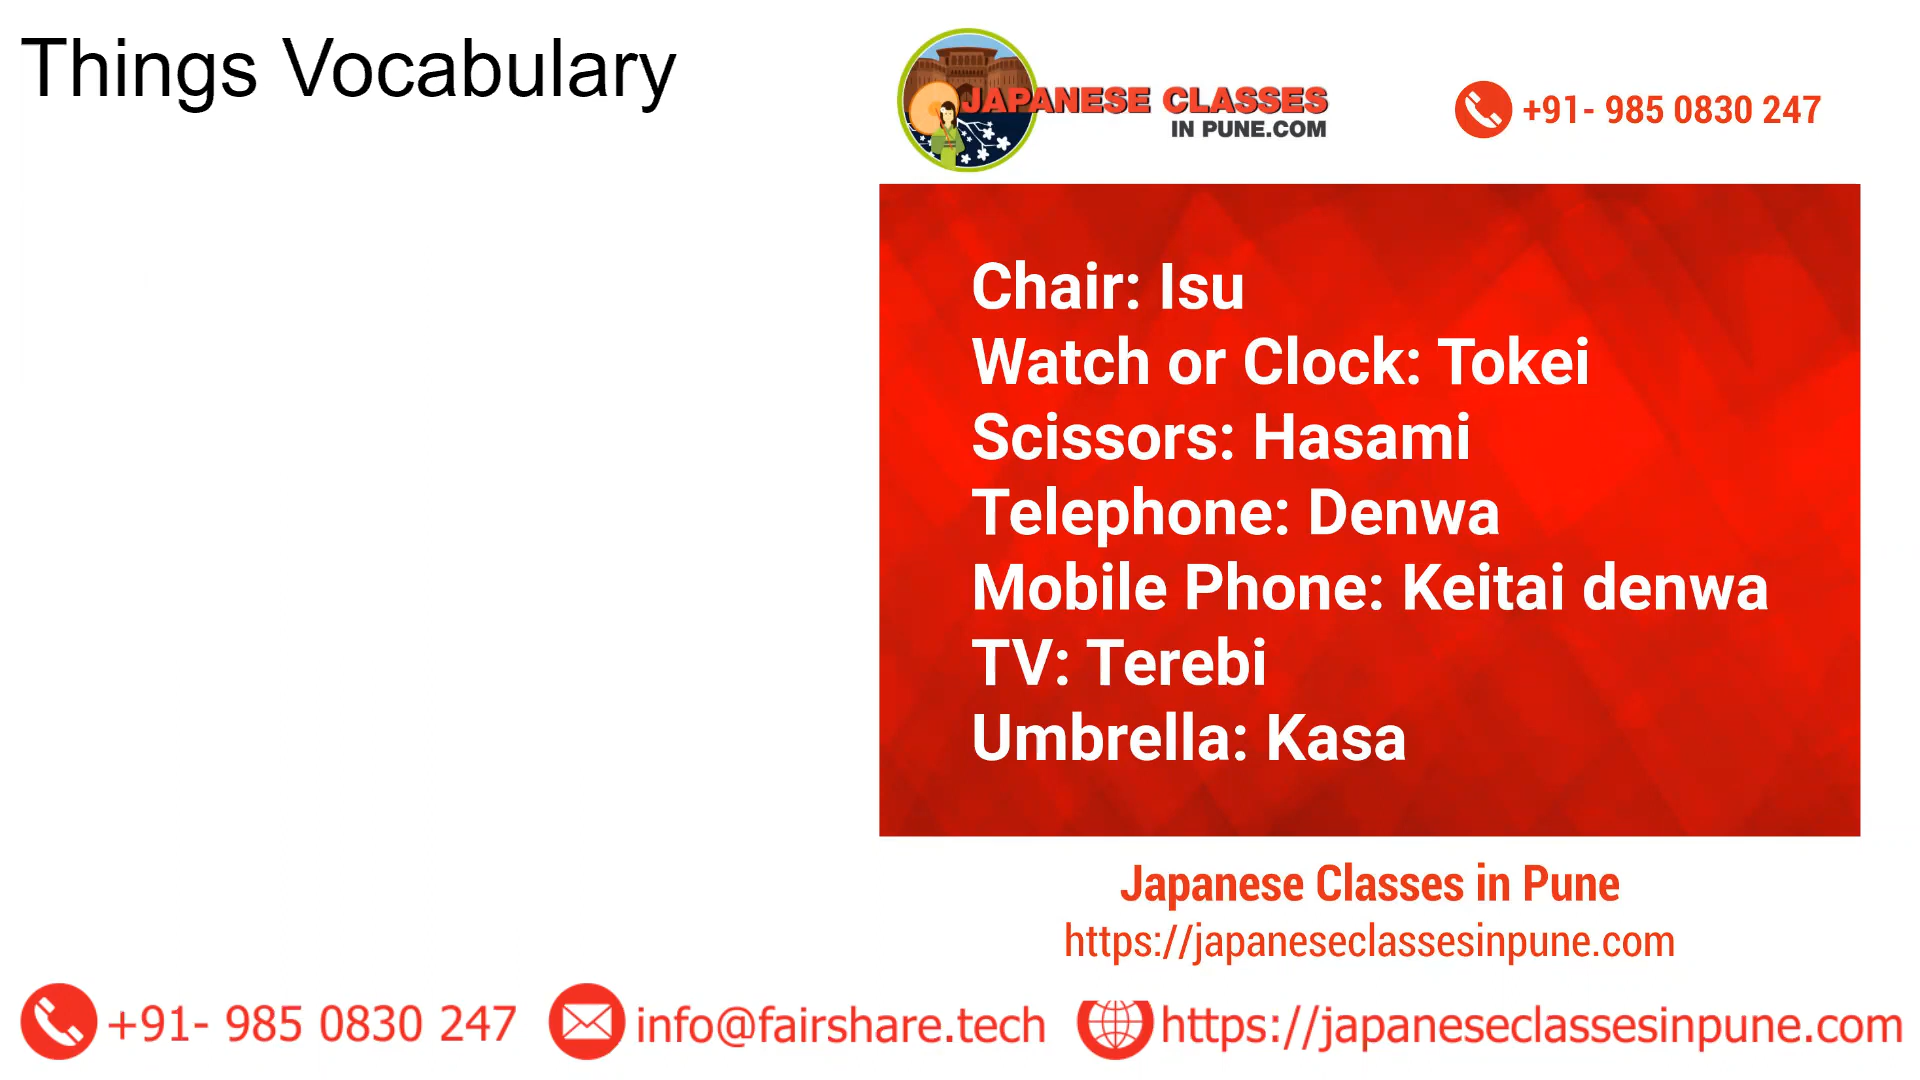 Things Vocabulary
JAPANESE CLASSES
IN PUNE.COM
+91- 985 0830 247
Chair: Isu
Watch or Clock: Tokei
Scissors: Hasami
Telephone: Denwa
Mobile Phone: Keitai denwa
TV: Terebi
Umbrella: Kasa
Japanese Classes in Pune
https://japaneseclassesinpune.com
+91- 985 0830 247 info@fairshare.tech https://japaneseclassesinpune.com